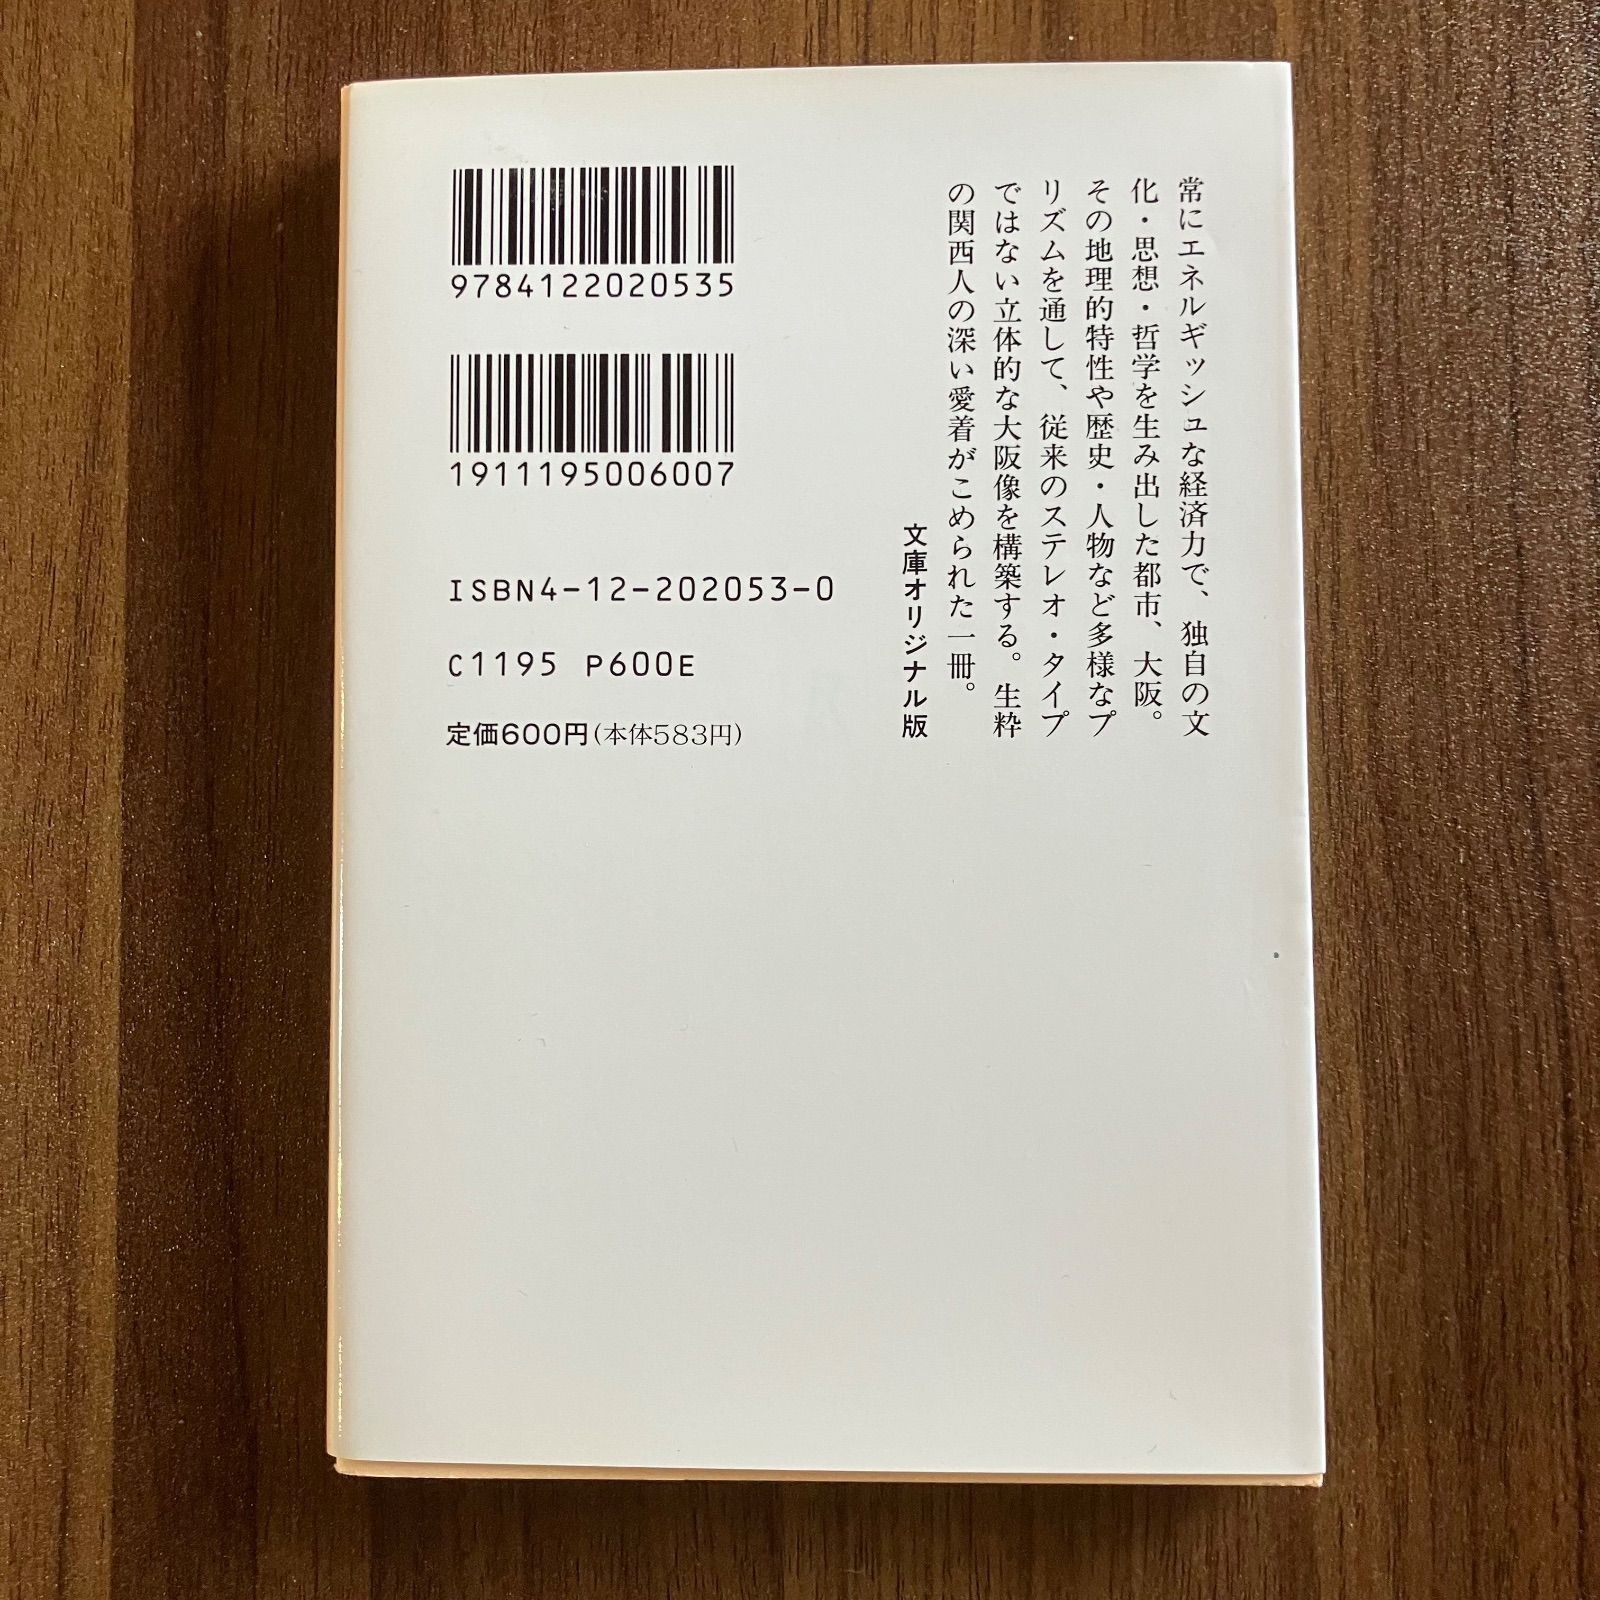 常にエネルギッシュな経済力で、独自の文
化・思想・哲学を生み出した都市、大阪。
その地理的特性や歴史・人物など多様なプ
リズムを通して、従来のステレオ・タイプ
ではない立体的な大阪像を構築する。生粋
の関西人の深い愛着がこめられた一冊。
文庫オリジナル版
9784122020535
1911195006007
ISBN4-12-202053-0
C1195 P600E
定価600円(本体583円)